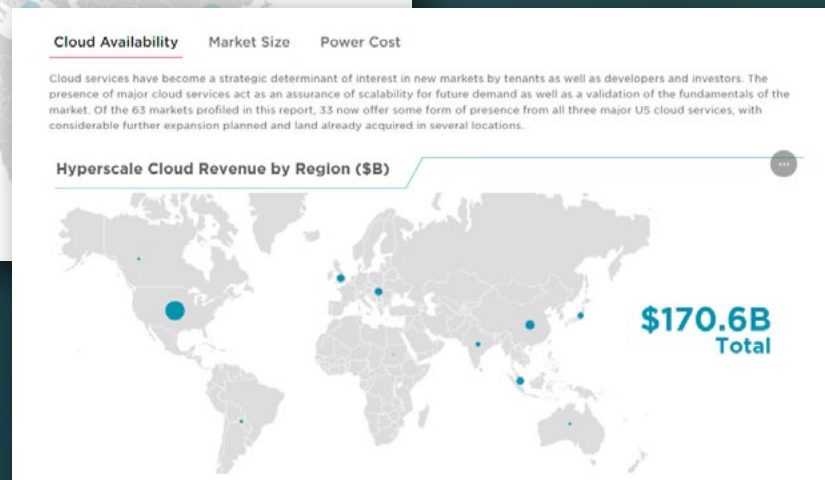 Cloud Availability Market Size Power Cost
Cloud services have become a strategic determinant of interest in new markets by tenants as well as developers and investors. The
presence of major cloud services act as an assurance of scalability for future demand as well as a validation of the fundamentals of the
market. Of the 63 markets profiled in this report, 33 now offer some form of presence from all three major US cloud services, with
considerable further expansion planned and land already acquired in several locations.
Hyperscale Cloud Revenue by Region ($B)
$170.6B
Total